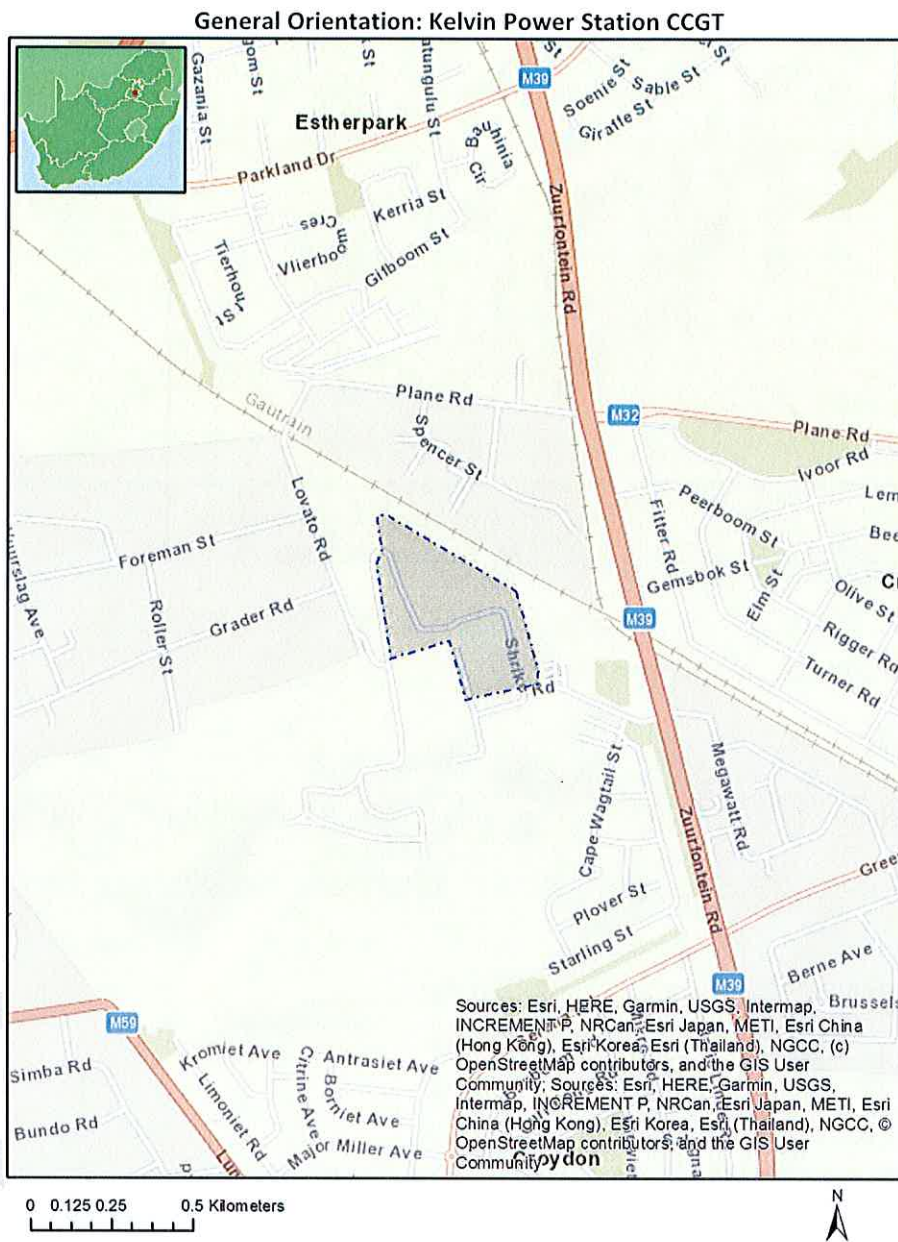 General Orientation: Kelvin Power Station CCGT
Gazania St
M39
Soenie St
Sable St
Giraffe St
Estherpark
Parkland Dr
Bauhinia
Cir
Kerria St
Vlierboom
Cres
Gifboom St
Tierhout
St
Zuurfontein Rd
Gautrain
Plane Rd
M32
Plane Rd
Spencer St
Ivoor Rd
Lovato Rd
Peerboom St
Fitter Rd
Foreman St
Gemsbok St
Elm St
Olive St
Grader Rd
Roller St
M39
Rigger Rd
Turner Rd
Shrike
Rd
Cape Wagtail St
Megawatt Rd
Zuurfontein Rd
Plover St
Starling St
Berne Ave
M39
Brussels
M59
Simba Rd
Kromiet Ave
Antrasiet Ave
Citrine Ave
Borniet Ave
Limoniet Rd
Bundo Rd
Major Miller Ave
Croydon
Sources: Esri, HERE, Garmin, USGS, Intermap,
INCREMENT P, NRCan, Esri Japan, METI, Esri China
(Hong Kong), Esri Korea, Esri (Thailand), NGCC, (c)
OpenStreetMap contributors, and the GIS User
Community; Sources: Esri, HERE, Garmin, USGS,
Intermap, INCREMENT P, NRCan, Esri Japan, METI, Esri
China (Hong Kong), Esri Korea, Esri (Thailand), NGCC, ©
OpenStreetMap contributors, and the GIS User
Community
0 0.125 0.25 0.5 Kilometers
N